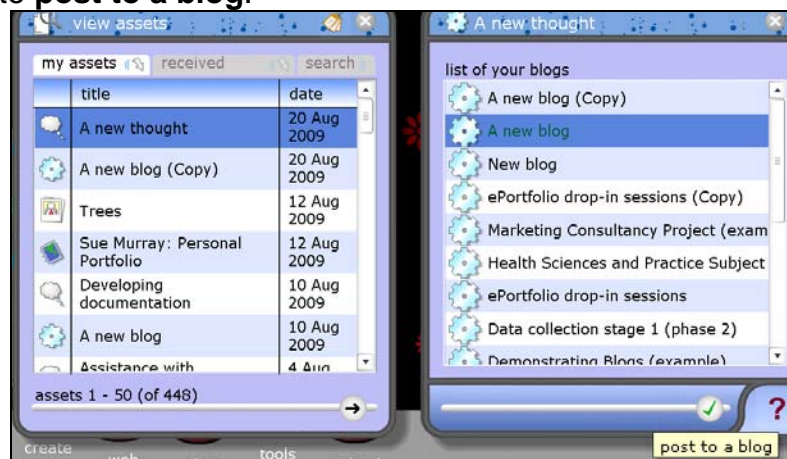 to post to a blog.
view assets
my assets
received
search
title
date
A new thought
20 Aug
2009
A new blog (Copy)
20 Aug
2009
Trees
12 Aug
2009
Sue Murray: Personal
Portfolio
12 Aug
2009
Developing
documentation
10 Aug
2009
A new blog
10 Aug
2009
Assistance with
4 Aug
assets 1 - 50 (of 448)
create
web
tools
A new thought
list of your blogs
A new blog (Copy)
A new blog
New blog
ePortfolio drop-in sessions (Copy)
Marketing Consultancy Project (exam
Health Sciences and Practice Subject
ePortfolio drop-in sessions
Data collection stage 1 (phase 2)
Demonstrating Blogs (example)
?
post to a blog